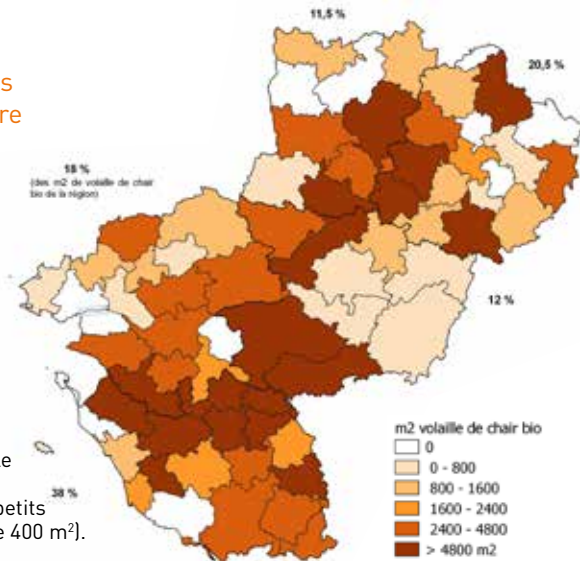 11,5 %
s
re
20,5 %
18 %
(des m2 de volaille de chair
bio de la région)
12 %
m2 volaille de chair bio
0
0 - 800
800 - 1600
1600 - 2400
2400 - 4800
> 4800 m2
e
38 %
petits
e 400 m²).